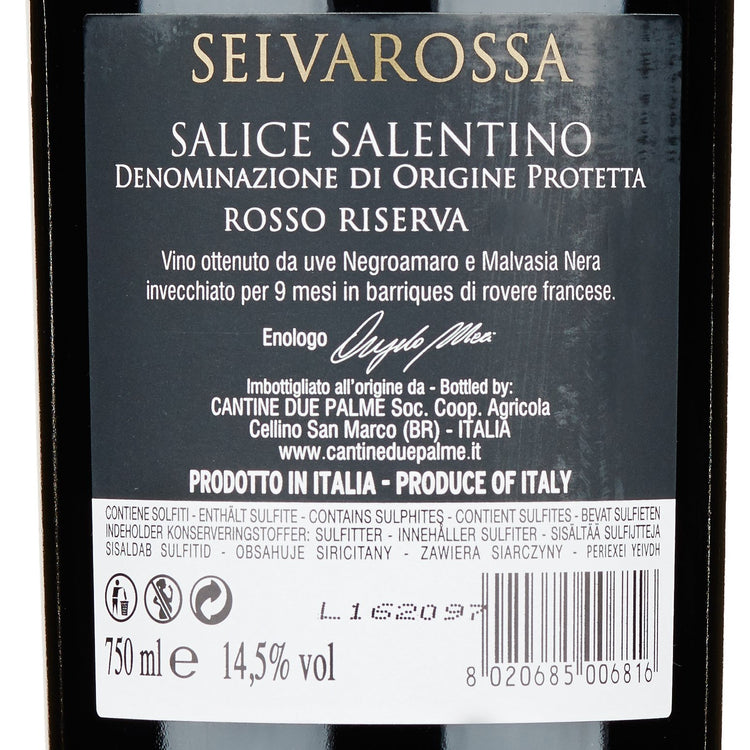 SELVAROSSA
SALICE SALENTINO
DENOMINAZIONE DI ORIGINE PROTETTA
ROSSO RISERVA
Vino ottenuto da uve Negroamaro e Malvasia Nera
invecchiato per 9 mesi in barriques di rovere francese.
Enologo
Imbottigliato all'origine da - Bottled by:
CANTINE DUE PALME Soc. Coop. Agricola
Cellino San Marco (BR) - ITALIA
www.cantineduepalme.it
PRODOTTO IN ITALIA - PRODUCE OF ITALY
CONTIENE SOLFITI - ENTHÄLT SULFITE - CONTAINS SULPHITES - CONTIENT SULFITES - BEVAT SULFIETEN
INDEHOLDER KONSERVERINGSTOFFER: SULFITTER - INNEHÅLLER SULFITER - SISÄLTÄÄ SULFIJTTEJA
SISALDAB SULFITID - OBSAHUJE SIRICITANY - ZAWIERA SIARCZYNY - PERIEXEI YEIVDH
L162097
750 ml e 14,5% vol
8 020685 006816